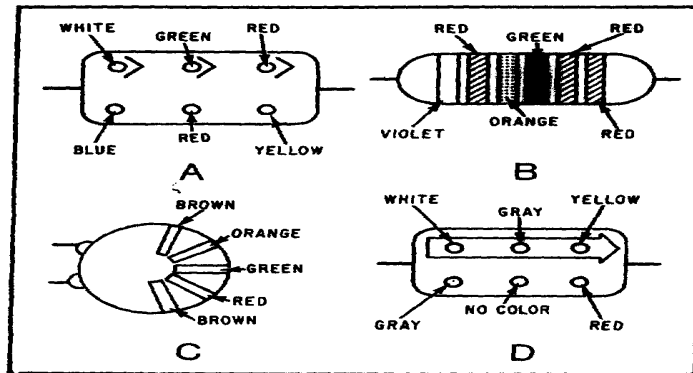 WHITE GREEN RED
BLUE RED YELLOW
A
RED GREEN RED
VIOLET ORANGE RED
B
BROWN
ORANGE
GREEN
RED
BROWN
C
WHITE GRAY YELLOW
GRAY NO COLOR RED
D